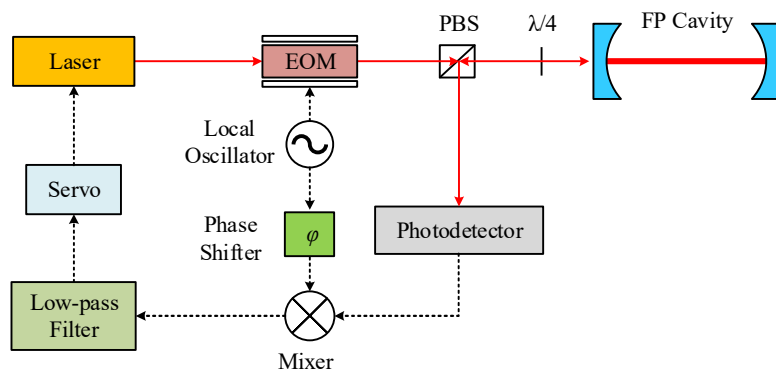 PBS
λ/4
FP Cavity
Laser
EOM
Local
Oscillator
Servo
Phase
Shifter
φ
Photodetector
Low-pass
Filter
Mixer